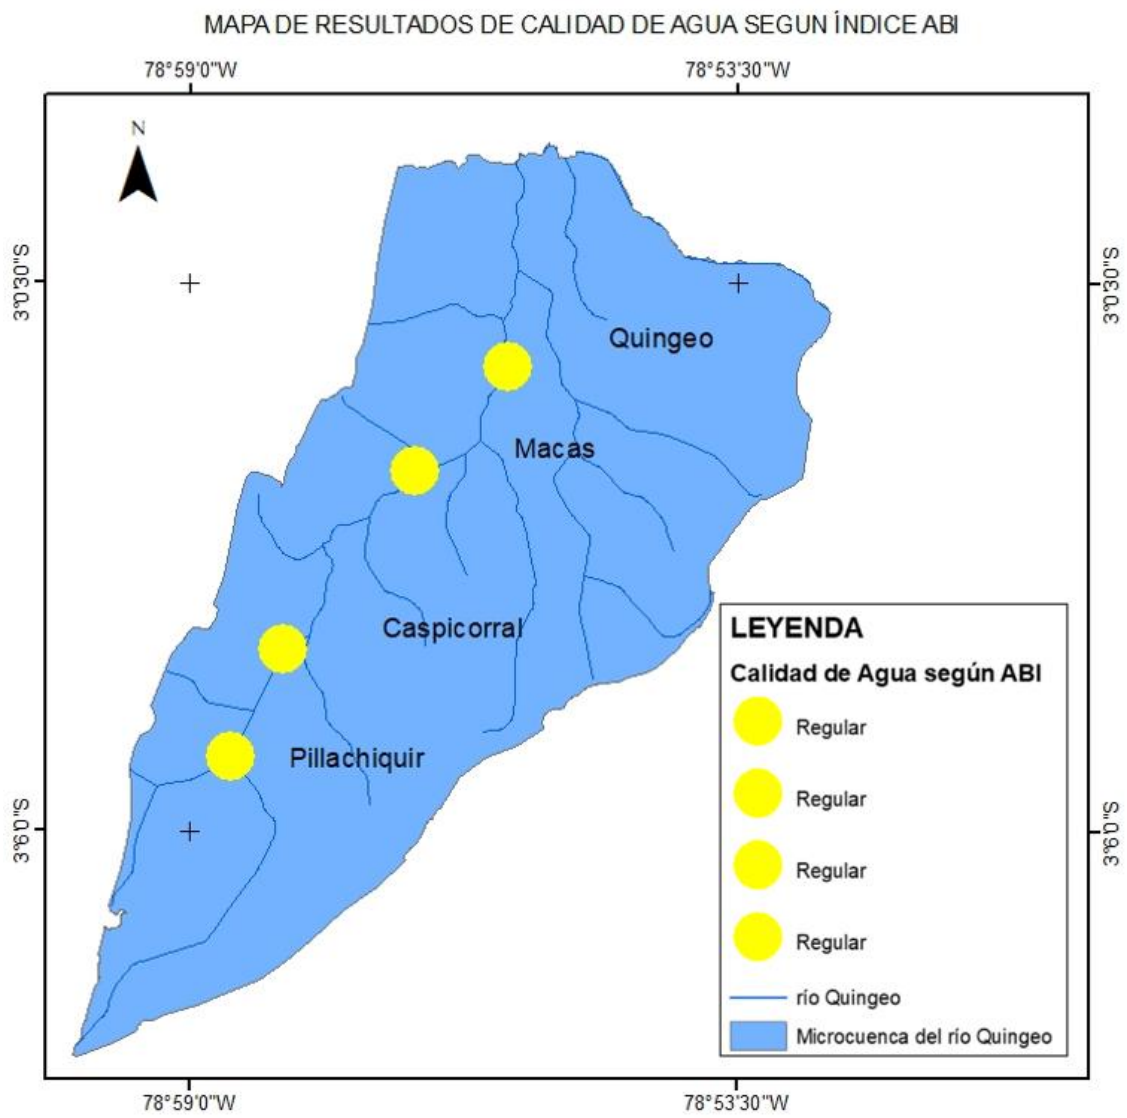 MAPA DE RESULTADOS DE CALIDAD DE AGUA SEGUN ÍNDICE ABI
78°59'0"W
78°53'30"W
N
3°0'30"S
3°0'30"S
Quingeo
Macas
Caspicorral
Pillachiquir
3°6'0"S
3°6'0"S
LEYENDA
Calidad de Agua según ABI
Regular
Regular
Regular
Regular
río Quingeo
Microcuenca del río Quingeo
78°59'0"W
78°53'30"W